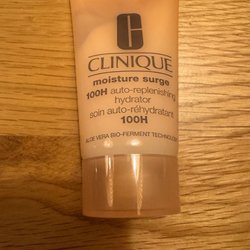 CLINIQUE
moisture surge
100H auto-replenishing
hydrator
soin auto-réhydratant
100H
ALOE VERA BIO-FERMENT TECHNOLOGY